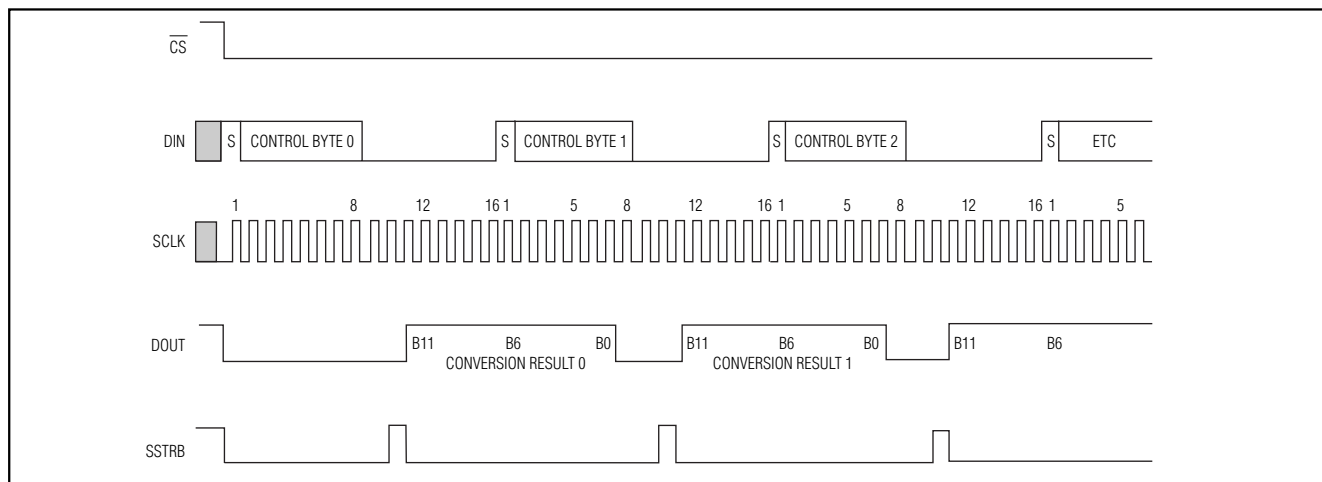 CS
DIN S CONTROL BYTE 0 S CONTROL BYTE 1 S CONTROL BYTE 2 S ETC
1 8 12 16 1 5 8 12 16 1 5 8 12 16 1 5
SCLK
DOUT B11 B6 B0 B11 B6 B0 B11 B6
CONVERSION RESULT 0 CONVERSION RESULT 1
SSTRB